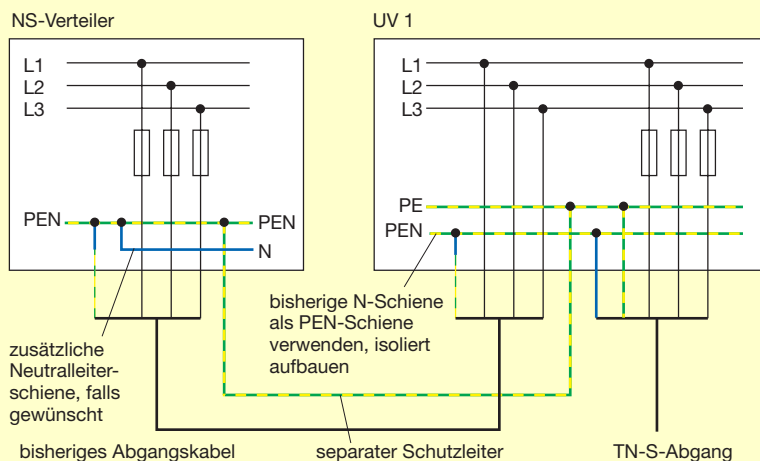 NS-Verteiler
L1
L2
L3
PEN
PEN
N
zusätzliche
Neutralleiter-
schiene, falls
gewünscht
bisheriges Abgangskabel
UV 1
L1
L2
L3
PE
PEN
bisherige N-Schiene
als PEN-Schiene
verwenden, isoliert
aufbauen
separater Schutzleiter
TN-S-Abgang